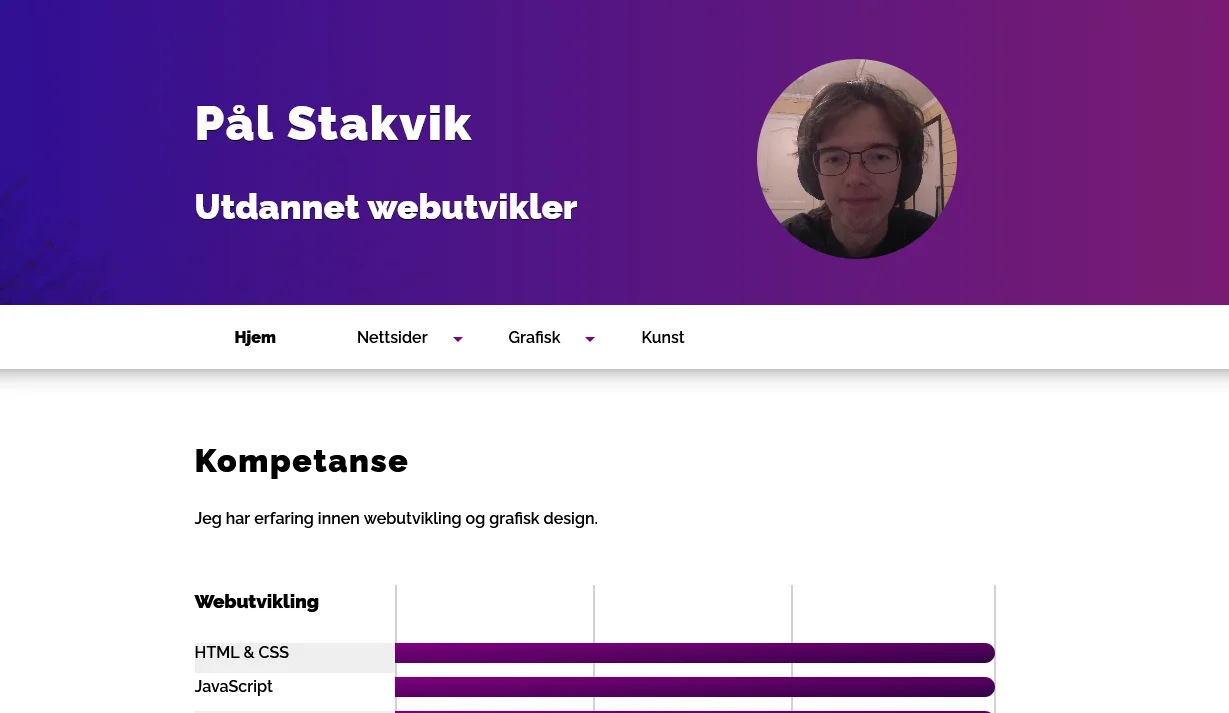 Pål Stakvik
Utdannet webutvikler
Hjem Nettsider Grafisk Kunst
Kompetanse
Jeg har erfaring innen webutvikling og grafisk design.
Webutvikling
HTML & CSS
JavaScript